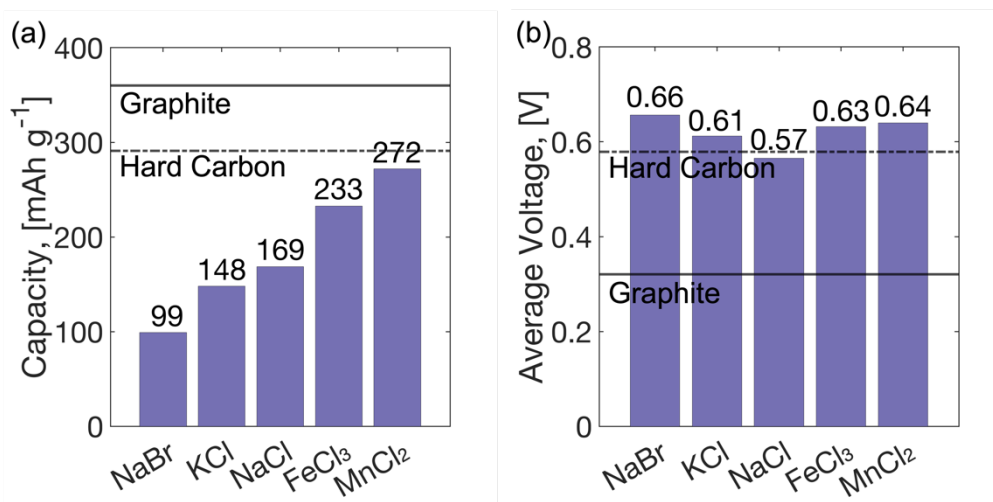 (a)
400
300
200
100
0
Capacity, [mAh g⁻¹]
Graphite
Hard Carbon
99
148
169
233
272
NaBr
KCl
NaCl
FeCl₃
MnCl₂
(b)
0.8
0.6
0.4
0.2
0
Average Voltage, [V]
0.66
0.61
0.57
0.63
0.64
Hard Carbon
Graphite
NaBr
KCl
NaCl
FeCl₃
MnCl₂